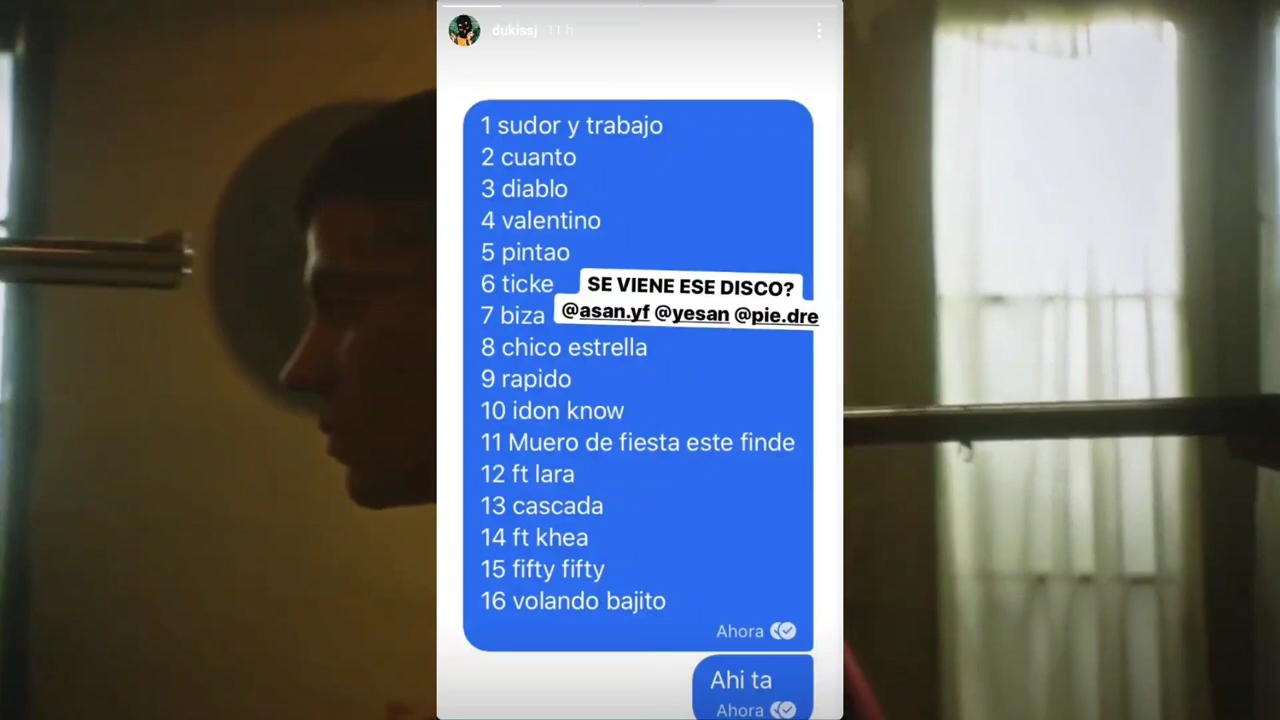 dukissj 11 h
1 sudor y trabajo
2 cuanto
3 diablo
4 valentino
5 pintao
6 ticke
SE VIENE ESE DISCO?
7 biza
@asan.yf @yesan @pie.dre
8 chico estrella
9 rapido
10 idon know
11 Muero de fiesta este finde
12 ft lara
13 cascada
14 ft khea
15 fifty fifty
16 volando bajito
Ahora
Ahi ta
Ahora